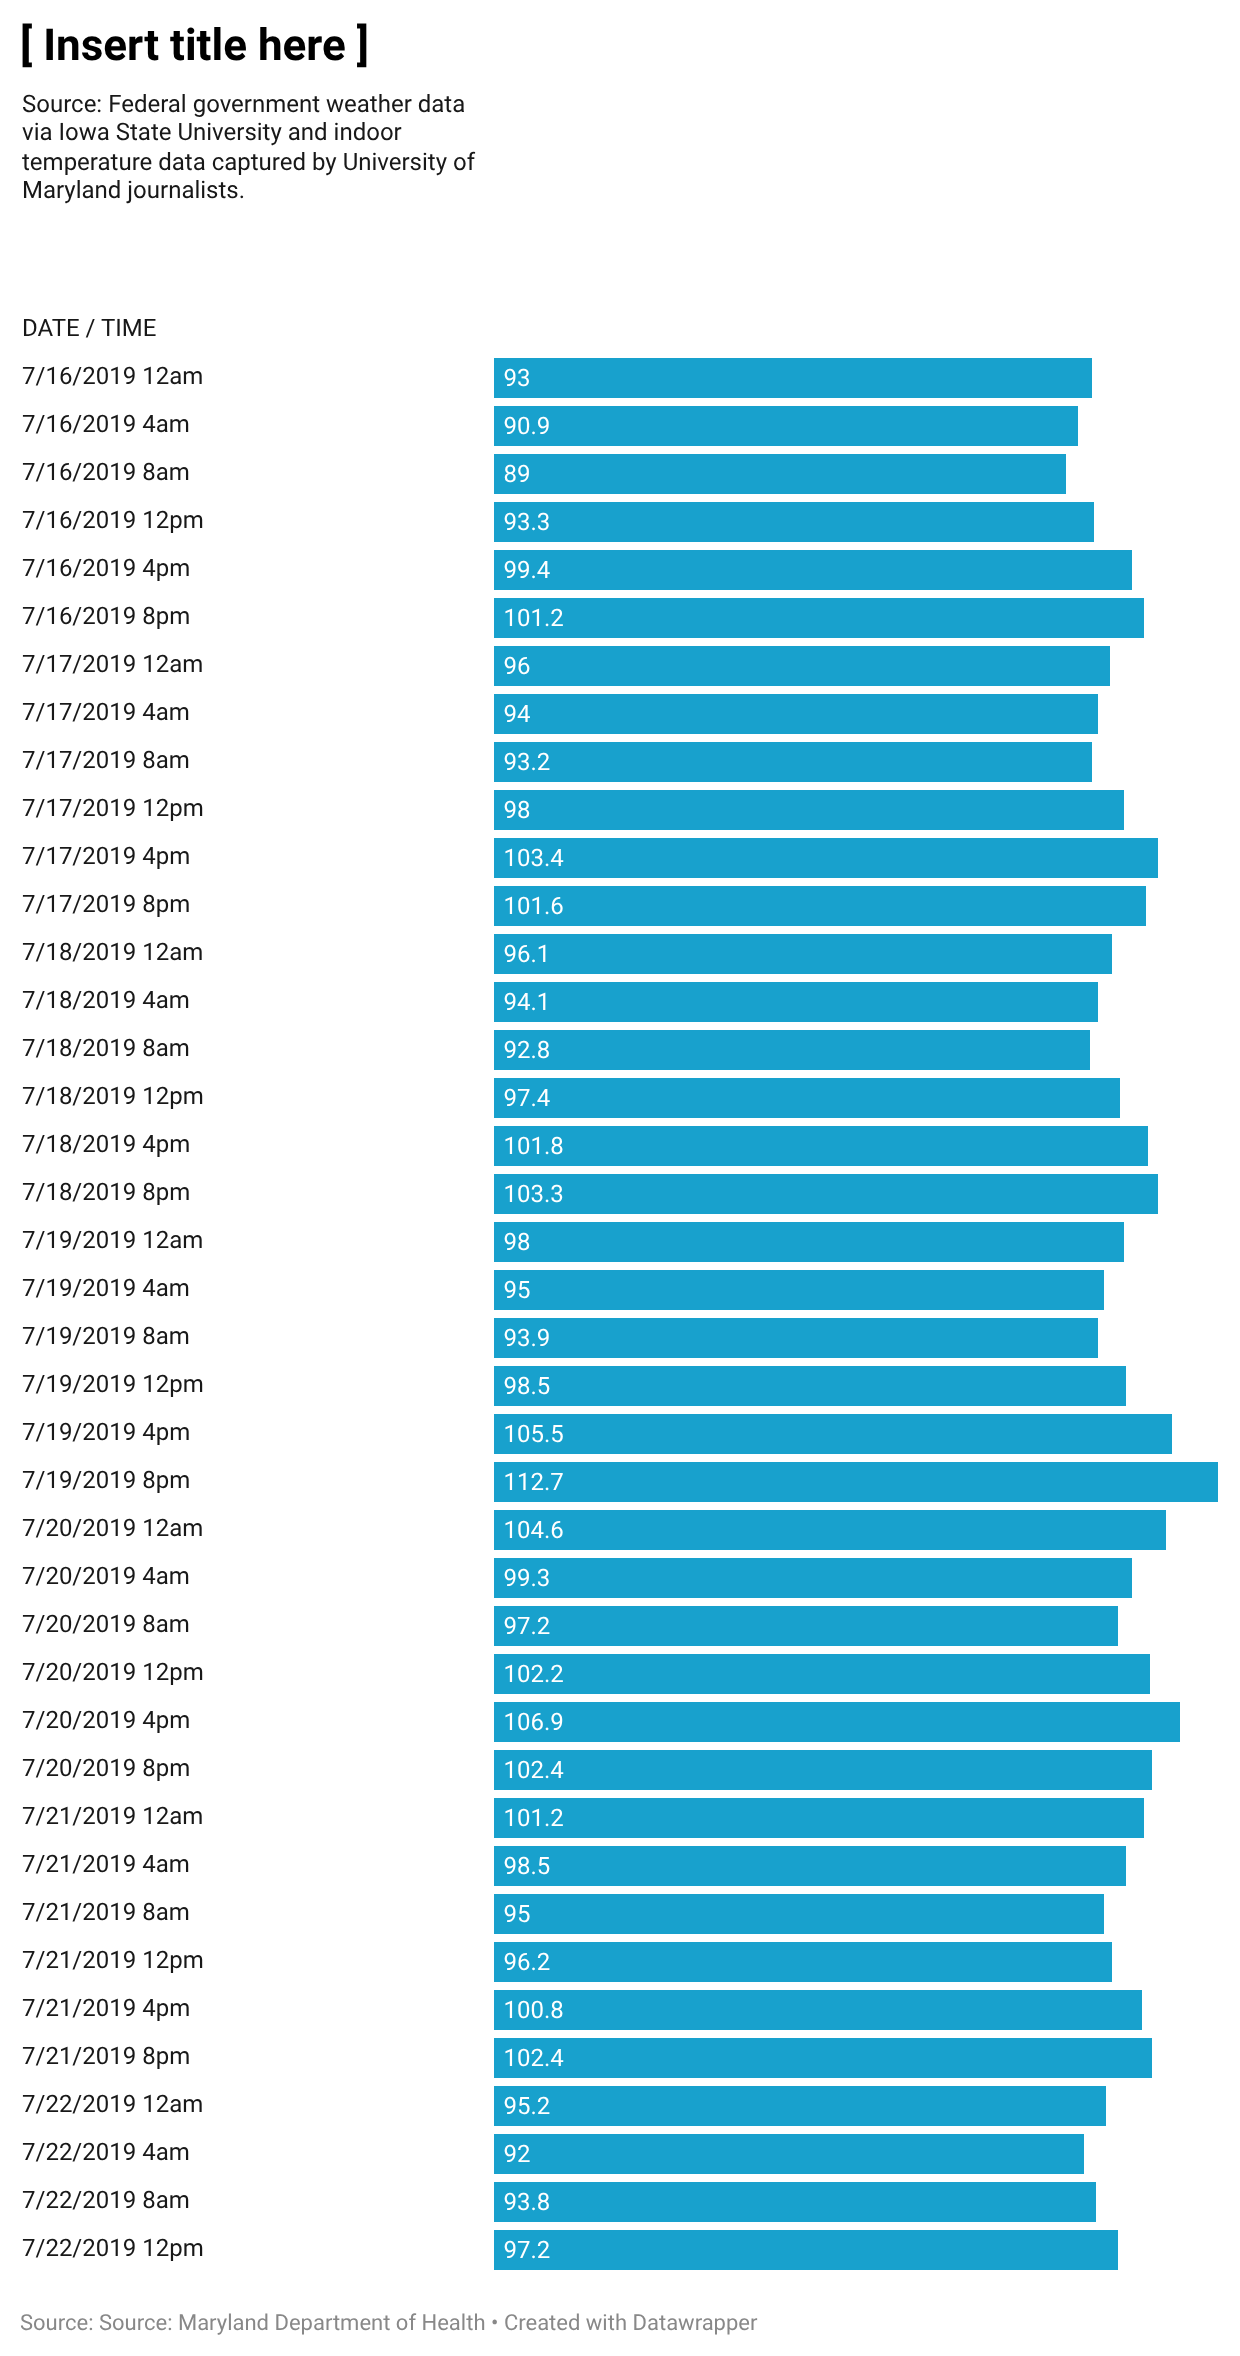 [ Insert title here ]
Source: Federal government weather data
via Iowa State University and indoor
temperature data captured by University of
Maryland journalists.
DATE / TIME
7/16/2019 12am 93
7/16/2019 4am 90.9
7/16/2019 8am 89
7/16/2019 12pm 93.3
7/16/2019 4pm 99.4
7/16/2019 8pm 101.2
7/17/2019 12am 96
7/17/2019 4am 94
7/17/2019 8am 93.2
7/17/2019 12pm 98
7/17/2019 4pm 103.4
7/17/2019 8pm 101.6
7/18/2019 12am 96.1
7/18/2019 4am 94.1
7/18/2019 8am 92.8
7/18/2019 12pm 97.4
7/18/2019 4pm 101.8
7/18/2019 8pm 103.3
7/19/2019 12am 98
7/19/2019 4am 95
7/19/2019 8am 93.9
7/19/2019 12pm 98.5
7/19/2019 4pm 105.5
7/19/2019 8pm 112.7
7/20/2019 12am 104.6
7/20/2019 4am 99.3
7/20/2019 8am 97.2
7/20/2019 12pm 102.2
7/20/2019 4pm 106.9
7/20/2019 8pm 102.4
7/21/2019 12am 101.2
7/21/2019 4am 98.5
7/21/2019 8am 95
7/21/2019 12pm 96.2
7/21/2019 4pm 100.8
7/21/2019 8pm 102.4
7/22/2019 12am 95.2
7/22/2019 4am 92
7/22/2019 8am 93.8
7/22/2019 12pm 97.2
Source: Source: Maryland Department of Health • Created with Datawrapper